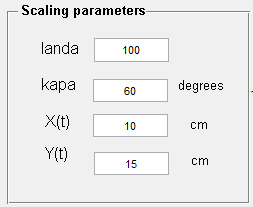 Scaling parameters
landa 100
kapa 60 degrees
X(t) 10 cm
Y(t) 15 cm